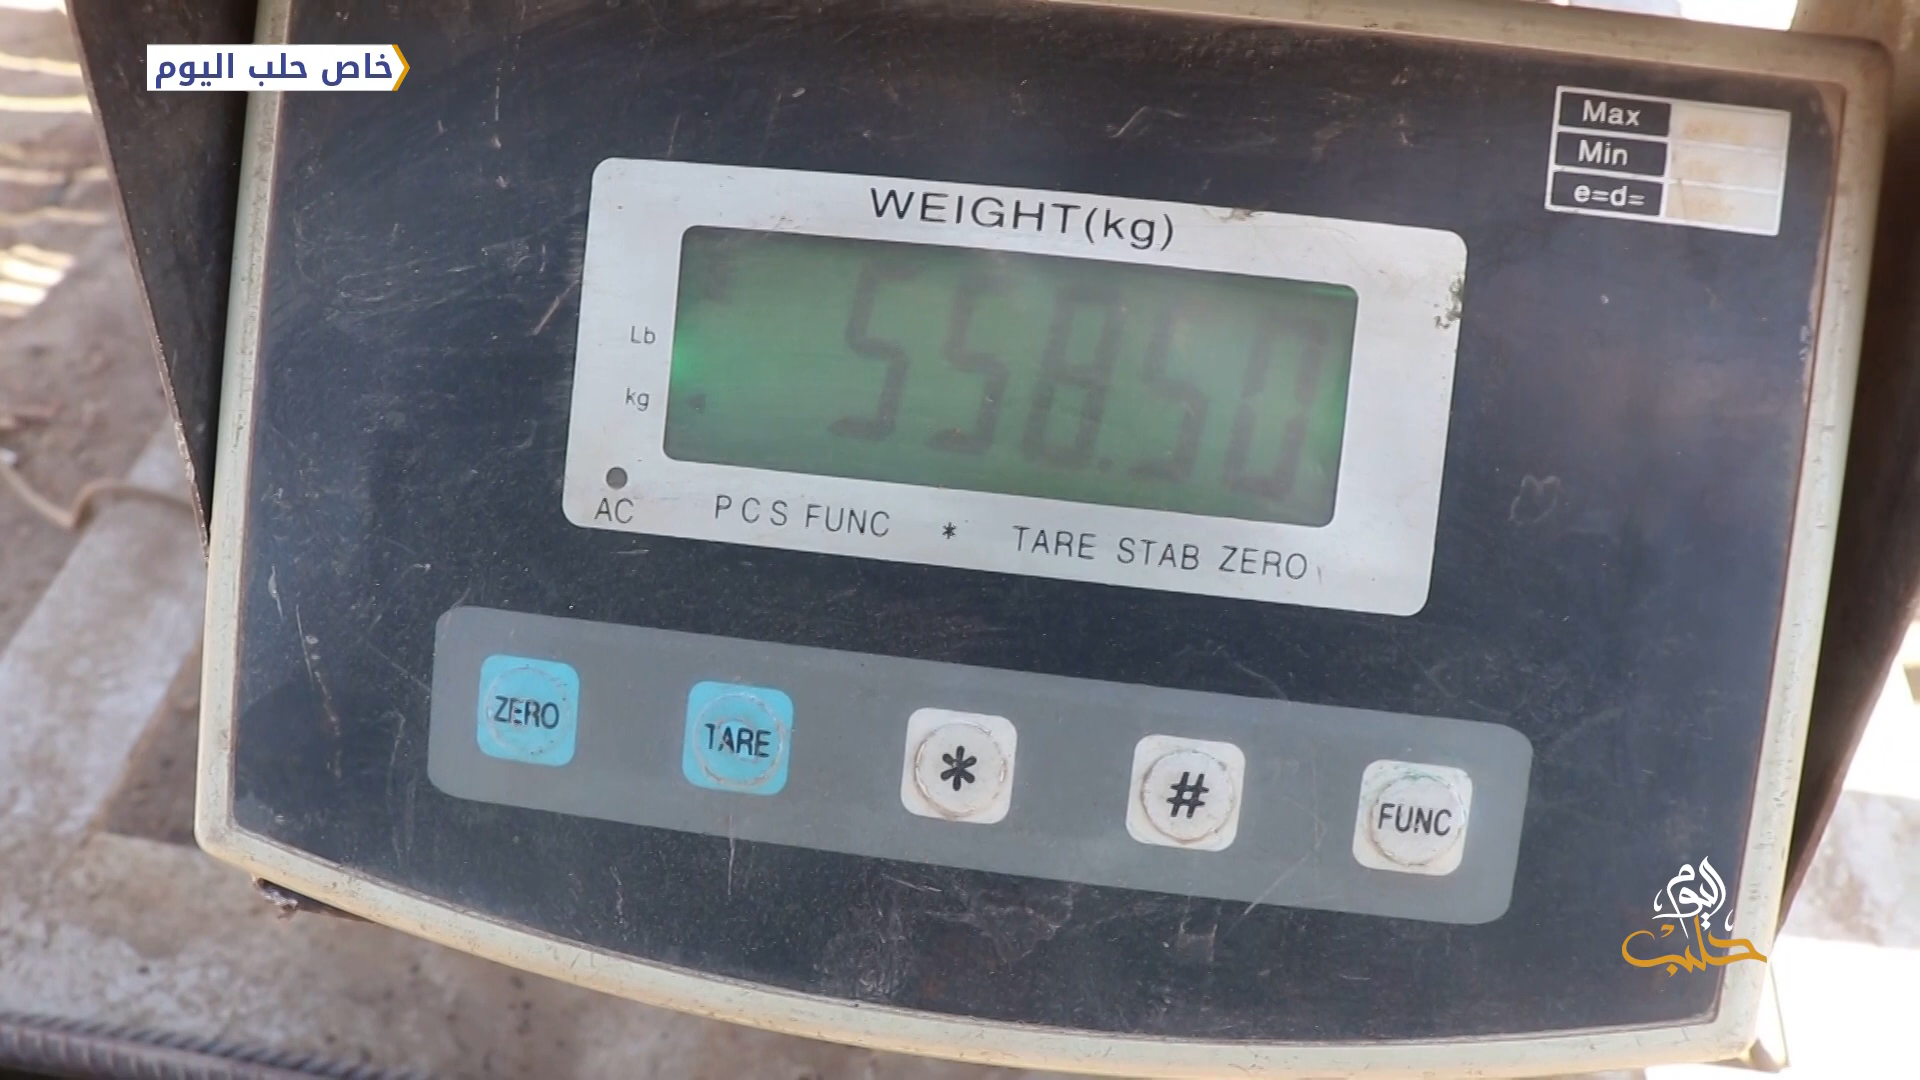 خاص حلب اليوم
Max
Min
e=d=
WEIGHT(kg)
558.50
Lb
kg
AC
PCS FUNC * TARE STAB ZERO
ZERO
TARE
*
#
FUNC
اليوم
حلب